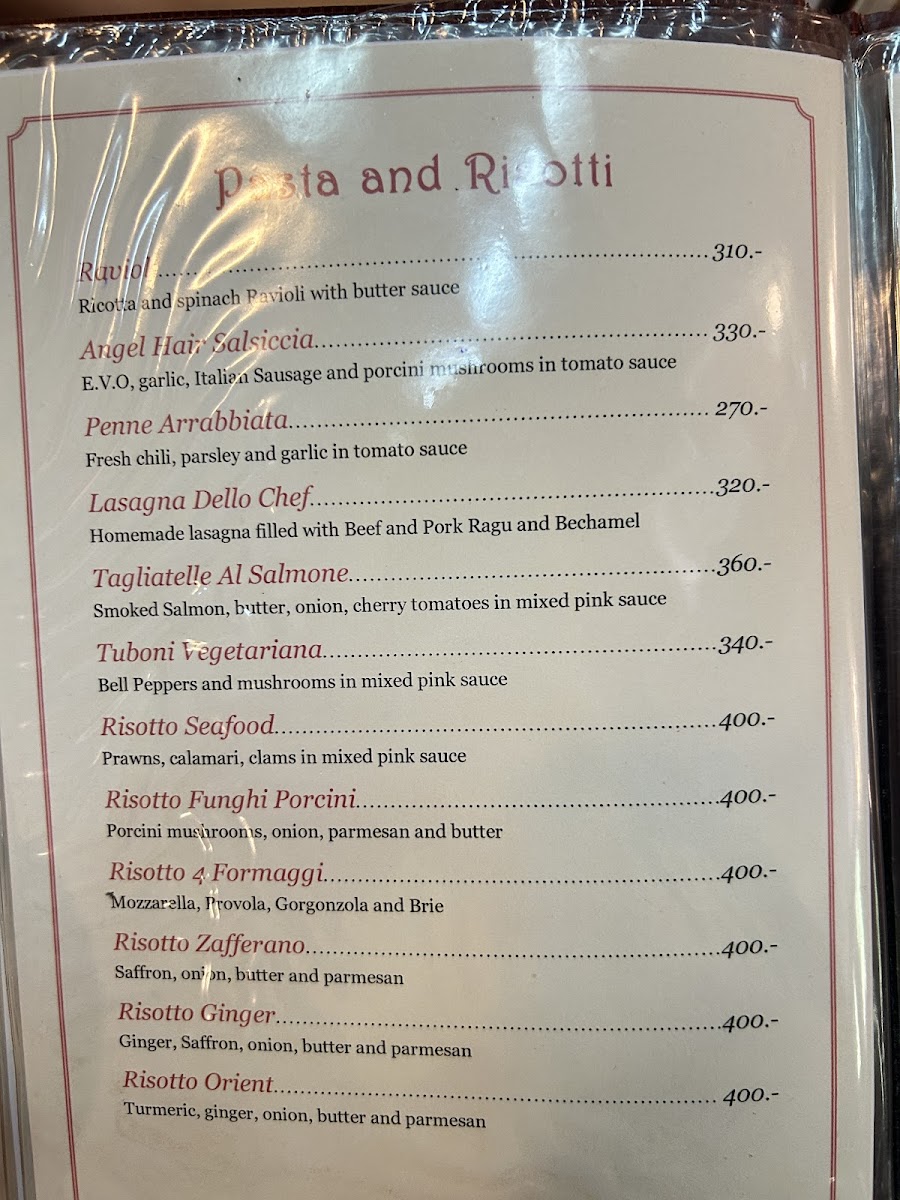 Pasta and Risotti
Ravioli 310.-
Ricotta and spinach Ravioli with butter sauce
Angel Hair Salsiccia 330.-
E.V.O, garlic, Italian Sausage and porcini mushrooms in tomato sauce
Penne Arrabbiata 270.-
Fresh chili, parsley and garlic in tomato sauce
Lasagna Dello Chef 320.-
Homemade lasagna filled with Beef and Pork Ragu and Bechamel
Tagliatelle Al Salmone 360.-
Smoked Salmon, butter, onion, cherry tomatoes in mixed pink sauce
Tuboni Vegetariana 340.-
Bell Peppers and mushrooms in mixed pink sauce
Risotto Seafood 400.-
Prawns, calamari, clams in mixed pink sauce
Risotto Funghi Porcini 400.-
Porcini mushrooms, onion, parmesan and butter
Risotto 4 Formaggi 400.-
Mozzarella, Provola, Gorgonzola and Brie
Risotto Zafferano 400.-
Saffron, onion, butter and parmesan
Risotto Ginger 400.-
Ginger, Saffron, onion, butter and parmesan
Risotto Orient 400.-
Turmeric, ginger, onion, butter and parmesan